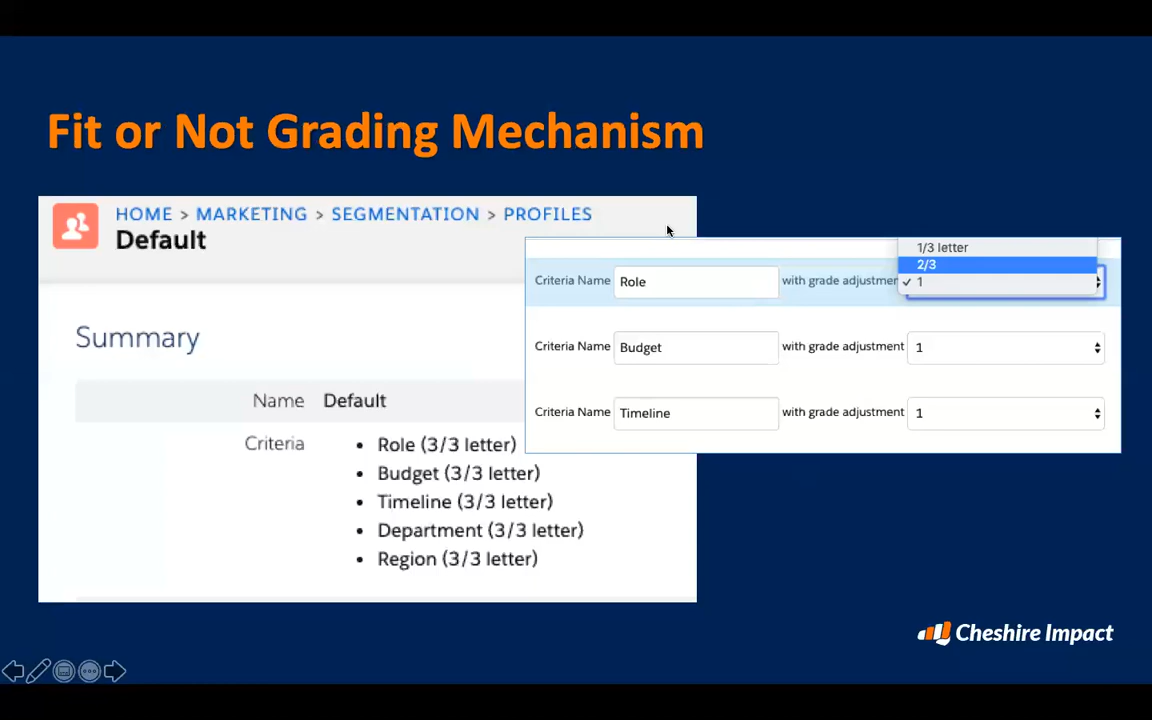 Fit or Not Grading Mechanism
HOME > MARKETING > SEGMENTATION > PROFILES
Default
Summary
Name Default
Criteria
• Role (3/3 letter)
• Budget (3/3 letter)
• Timeline (3/3 letter)
• Department (3/3 letter)
• Region (3/3 letter)
1/3 letter
2/3
✓ 1
Criteria Name Role with grade adjustment
Criteria Name Budget with grade adjustment 1
Criteria Name Timeline with grade adjustment 1
Cheshire Impact